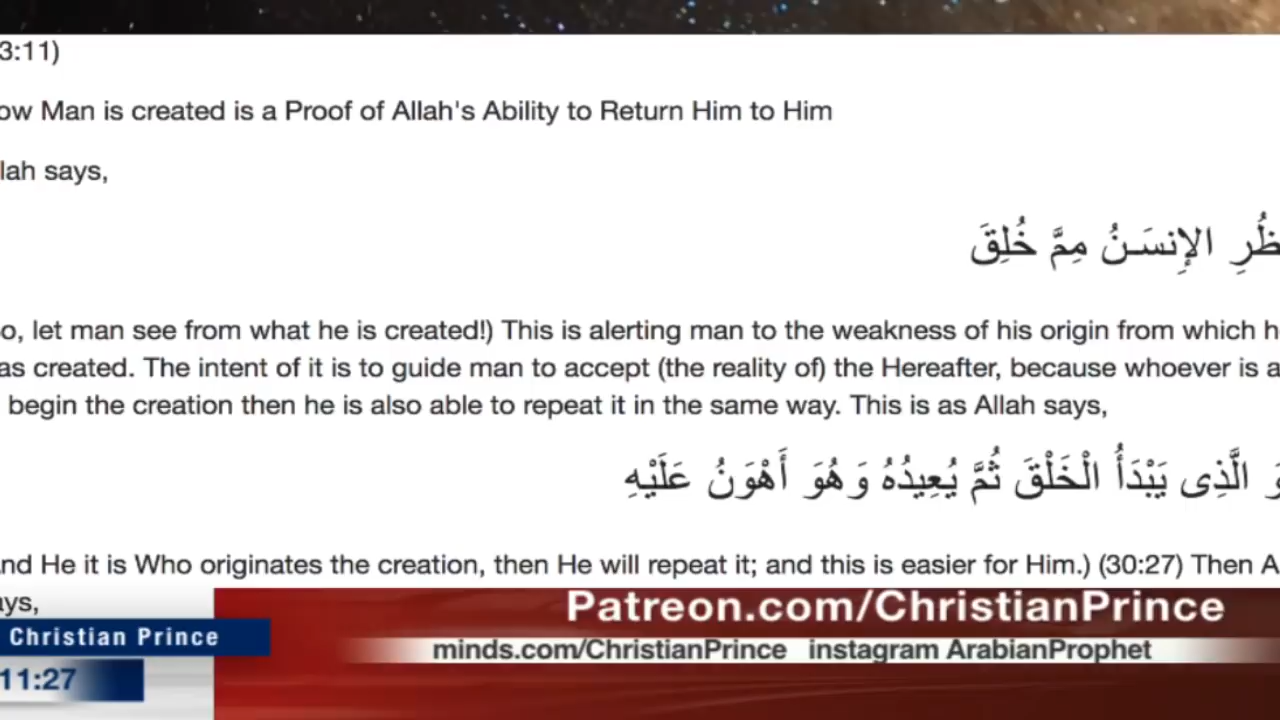 3:11)
ow Man is created is a Proof of Allah's Ability to Return Him to Him
lah says,
ظُرِ الإِنسَـنُ مِمَّ خُلِقَ
o, let man see from what he is created!) This is alerting man to the weakness of his origin from which h
as created. The intent of it is to guide man to accept (the reality of) the Hereafter, because whoever is a
begin the creation then he is also able to repeat it in the same way. This is as Allah says,
وَ الَّذِى يَبْدَأُ الْخَلْقَ ثُمَّ يُعِيدُهُ وَهُوَ أَهْوَنُ عَلَيْهِ
nd He it is Who originates the creation, then He will repeat it; and this is easier for Him.) (30:27) Then A
ays,
Patreon.com/ChristianPrince
Christian Prince
minds.com/ChristianPrince instagram ArabianProphet
11:27